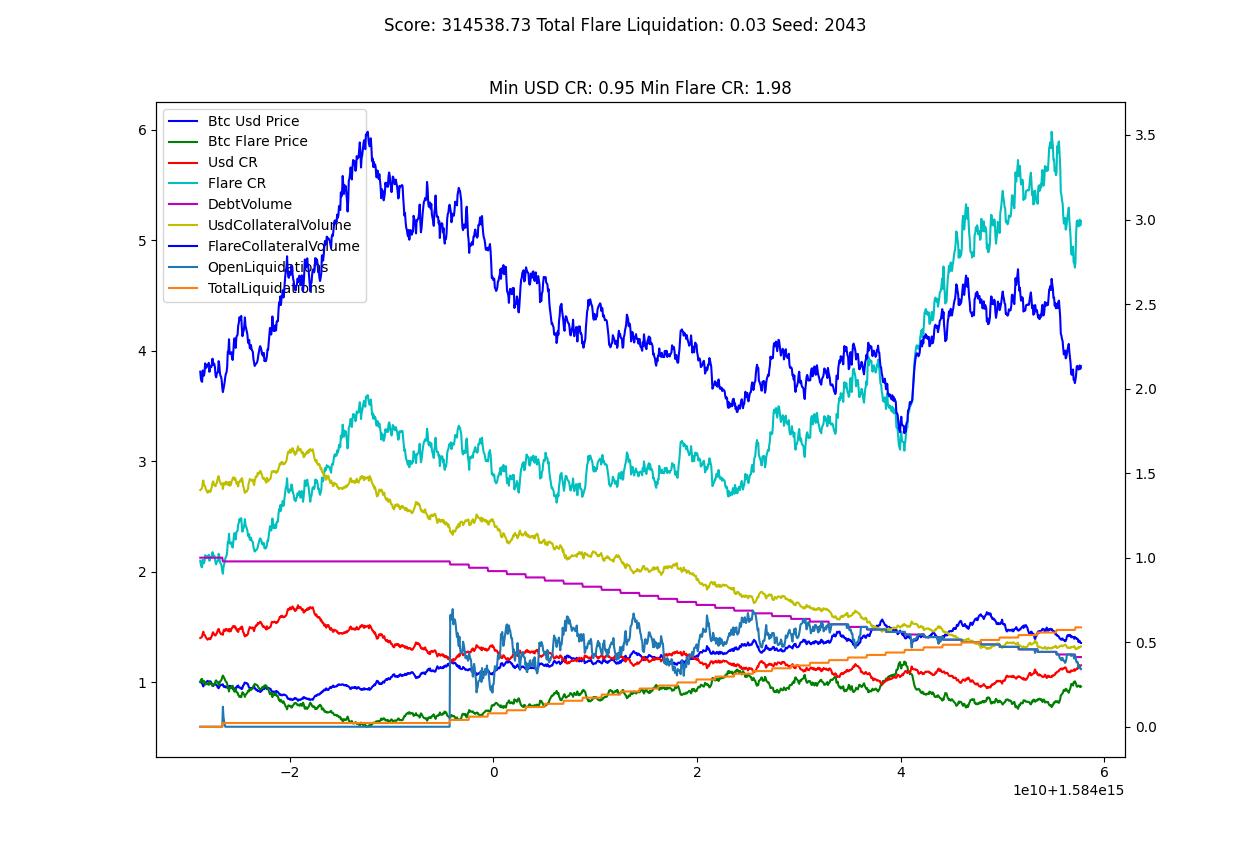 Score: 314538.73 Total Flare Liquidation: 0.03 Seed: 2043
Min USD CR: 0.95 Min Flare CR: 1.98
Btc Usd Price
Btc Flare Price
Usd CR
Flare CR
DebtVolume
UsdCollateralVolume
FlareCollateralVolume
OpenLiquidations
TotalLiquidations
6
5
4
3
2
1
3.5
3.0
2.5
2.0
1.5
1.0
0.5
0.0
−2
0
2
4
6
1e10+1.584e15